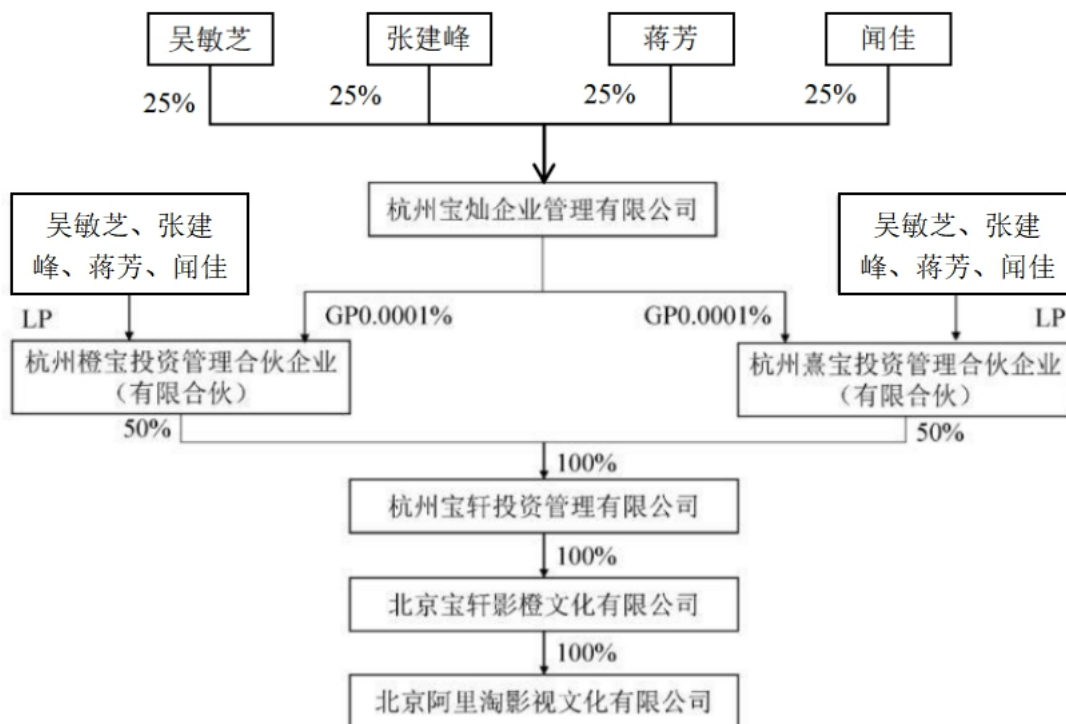 吴敏芝
张建峰
蒋芳
闻佳
25%
25%
25%
25%
杭州宝灿企业管理有限公司
吴敏芝、张建
峰、蒋芳、闻佳
吴敏芝、张建
峰、蒋芳、闻佳
LP
GP0.0001%
GP0.0001%
LP
杭州橙宝投资管理合伙企业
（有限合伙）
杭州熹宝投资管理合伙企业
（有限合伙）
50%
50%
100%
杭州宝轩投资管理有限公司
100%
北京宝轩影橙文化有限公司
100%
北京阿里淘影视文化有限公司